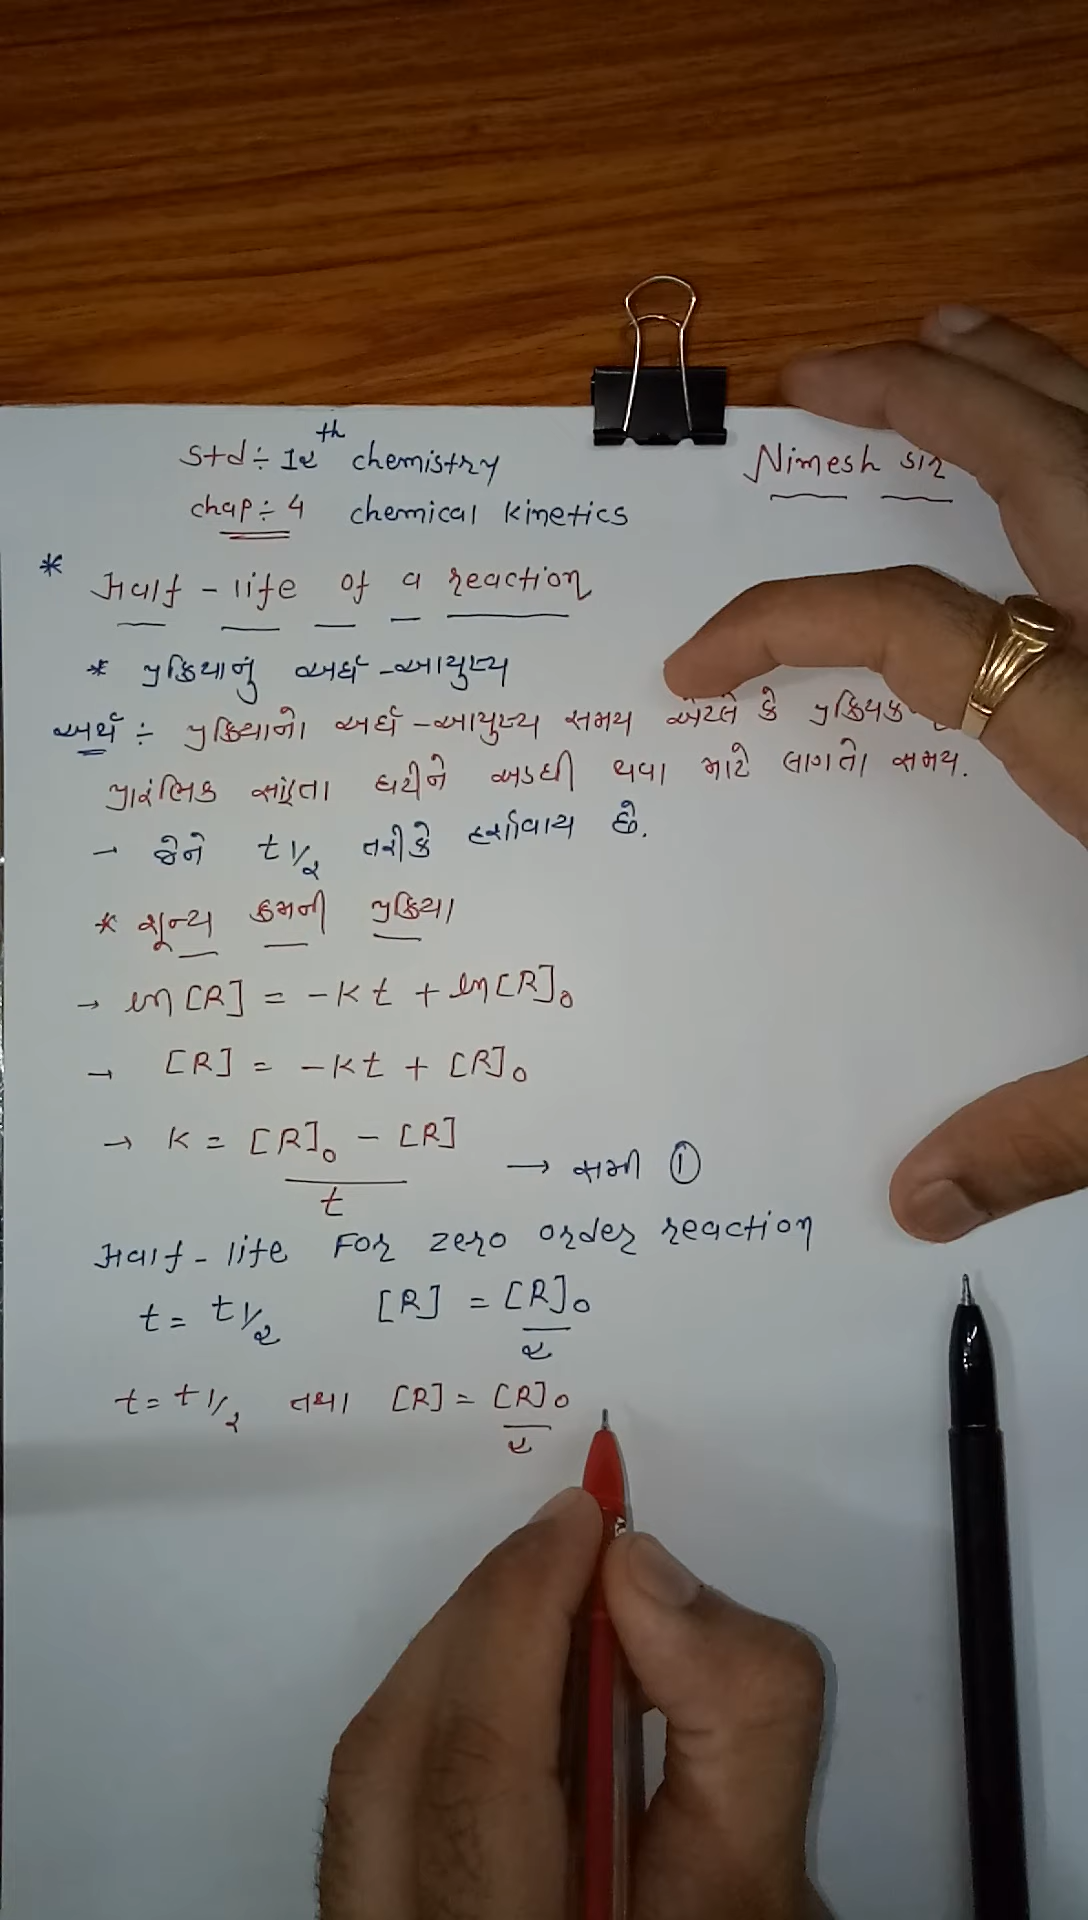 Std ÷ 12th chemistry
Nimesh સર
chap ÷ 4 chemical kinetics
* Half - life of a reaction
* પ્રક્રિયાનું અર્ધ - આયુષ્ય
અર્થ ÷ પ્રક્રિયાનો અર્ધ - આયુષ્ય સમય એટલે કે પ્રક્રિયક
પ્રારંભિક સાંદ્રતા ઘટીને અડધી થવા માટે લાગતો સમય.
→ જેને t1/2 તરીકે દર્શાવાય છે.
* શૂન્ય ક્રમની પ્રક્રિયા
→ ln[R] = -kt + ln[R]₀
→ [R] = -kt + [R]₀
→ K = [R]₀ - [R] / t → સમી ①
Half - life For zero order reaction
t = t1/2 [R] = [R]₀ / ૨
t = t1/2 તથા [R] = [R]₀ / ૨